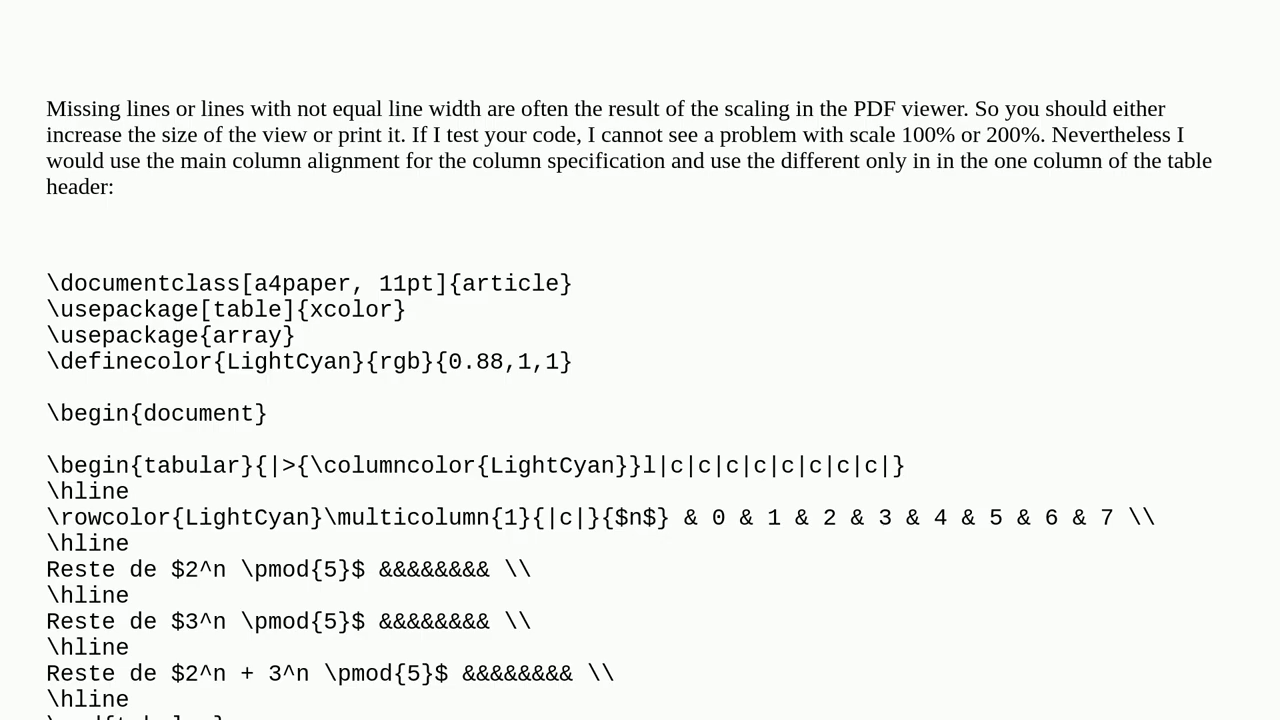 Missing lines or lines with not equal line width are often the result of the scaling in the PDF viewer. So you should either
increase the size of the view or print it. If I test your code, I cannot see a problem with scale 100% or 200%. Nevertheless I
would use the main column alignment for the column specification and use the different only in in the one column of the table
header:
\documentclass[a4paper, 11pt]{article}
\usepackage[table]{xcolor}
\usepackage{array}
\definecolor{LightCyan}{rgb}{0.88,1,1}
\begin{document}
\begin{tabular}{|>{\columncolor{LightCyan}}l|c|c|c|c|c|c|c|c|}
\hline
\rowcolor{LightCyan}\multicolumn{1}{|c|}{$n$} & 0 & 1 & 2 & 3 & 4 & 5 & 6 & 7 \\
\hline
Reste de $2^n \pmod{5}$ &&&&&&&& \\
\hline
Reste de $3^n \pmod{5}$ &&&&&&&& \\
\hline
Reste de $2^n + 3^n \pmod{5}$ &&&&&&&& \\
\hline